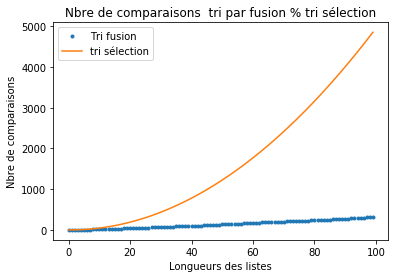 Nbre de comparaisons  tri par fusion % tri sélection
Tri fusion
tri sélection
Nbre de comparaisons
5000
4000
3000
2000
1000
0
0
20
40
60
80
100
Longueurs des listes